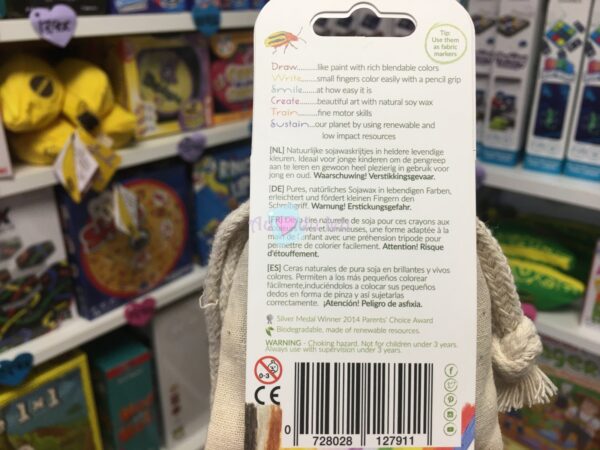 Tip:
Use them
as fabric
markers
Draw.........like paint with rich blendable colors
Write........small fingers color easily with a pencil grip
Smile........at how easy it is
Create.......beautiful art with natural soy wax
Train..........fine motor skills
Sustain......our planet by using renewable and
low impact resources
[NL] Natuurlijke sojawaskrijtjes in heldere levendige
kleuren. Ideaal voor jonge kinderen om de pengreep
aan te leren en gewoon heel plezierig in gebruik voor
jong en oud. Waarschuwing! Verstikkingsgevaar.
[DE] Pures, natürliches Sojawax in lebendigen Farben,
erleichtert und fördert kleinen Fingern den
Schreibgriff. Warnung! Erstickungsgefahr.
[FR] Cire naturelle de soja pour ces crayons aux
vives et lumineuses, une forme adaptée à la
main de l'enfant avec une préhension tripode pour
permettre de colorier facilement. Attention! Risque
d'étouffement.
[ES] Ceras naturales de pura soja en brillantes y vivos
colores. Permiten a los más pequeños colorear
fácilmente,induciéndolos a colocar sus pequeños
dedos en forma de pinza y así sujetarlas
correctamente. ¡Atención! Peligro de asfixia.
Silver Medal Winner 2014 Parents' Choice Award
Biodegradable, made of renewable resources.
WARNING - Choking hazard. Not for children under 3 years.
Always use with supervision under 3 years.
0-3
CE
0 728028 127911